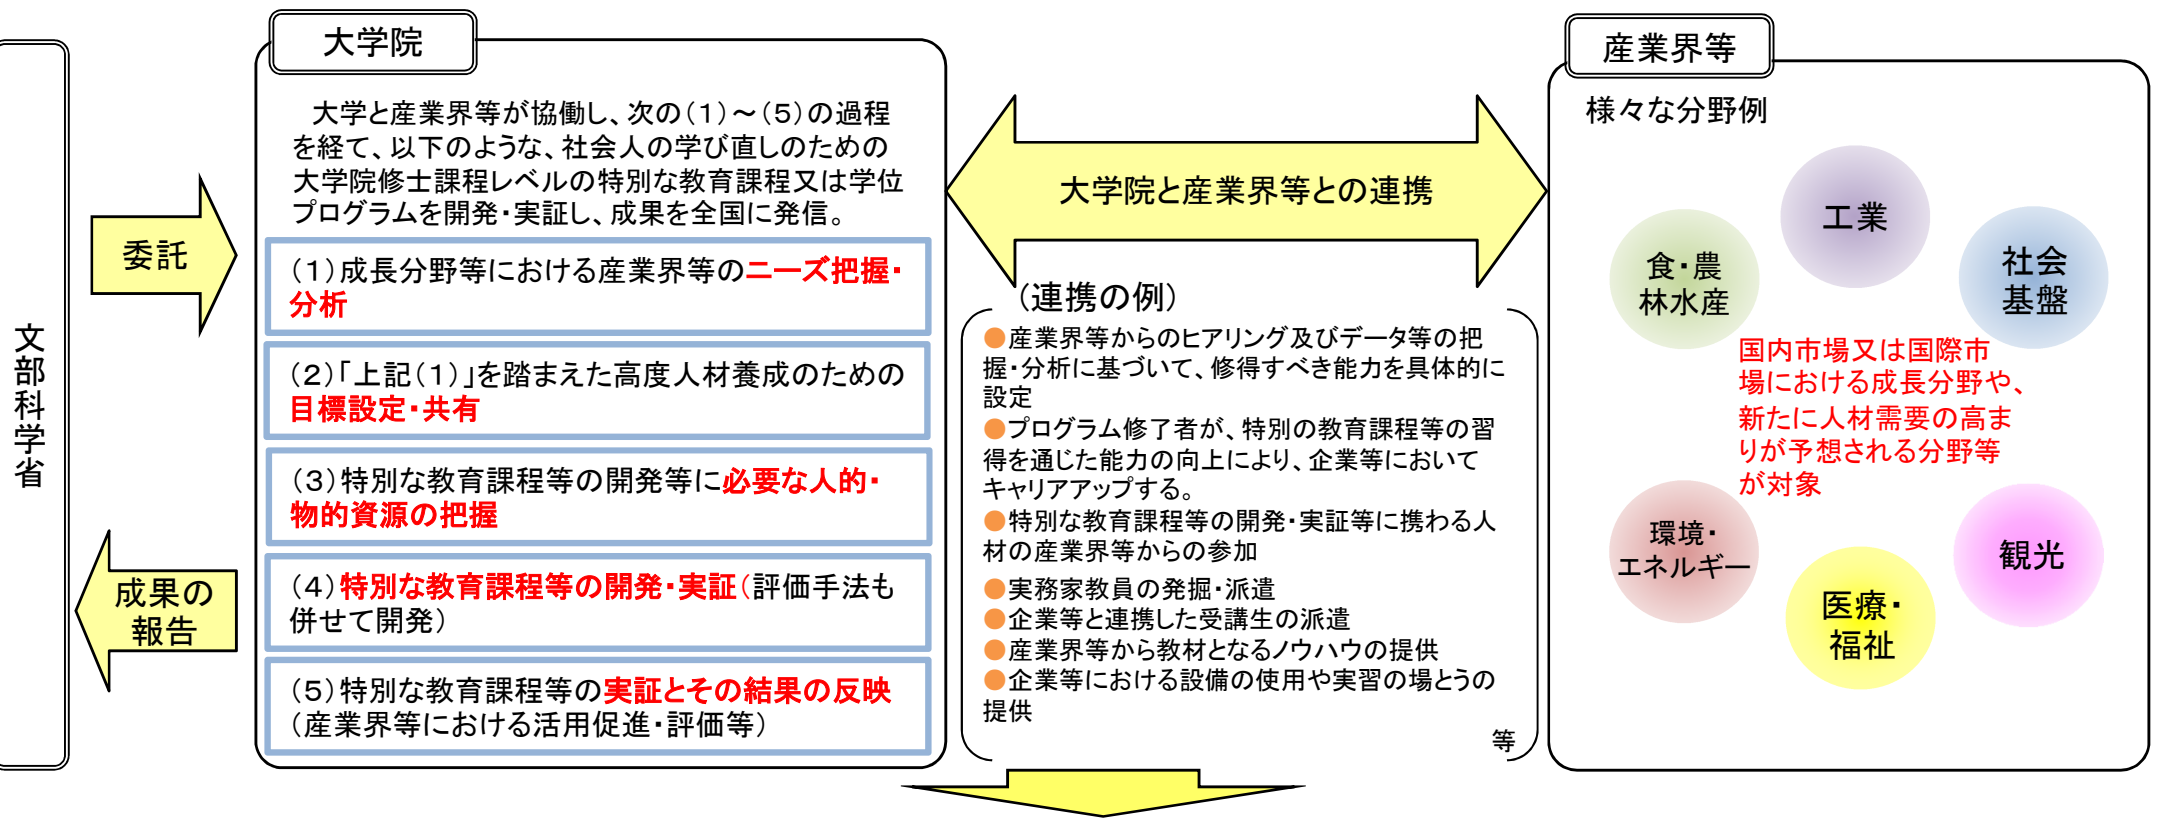 文部科学省
委託
成果の
報告
大学院
大学と産業界等が協働し、次の(1)～(5)の過程
を経て、以下のような、社会人の学び直しのための
大学院修士課程レベルの特別な教育課程又は学位
プログラムを開発・実証し、成果を全国に発信。
(1)成長分野等における産業界等のニーズ把握・
分析
(2)「上記(1)」を踏まえた高度人材養成のための
目標設定・共有
(3)特別な教育課程等の開発等に必要な人的・
物的資源の把握
(4)特別な教育課程等の開発・実証(評価手法も
併せて開発)
(5)特別な教育課程等の実証とその結果の反映
(産業界等における活用促進・評価等)
大学院と産業界等との連携
(連携の例)
●産業界等からのヒアリング及びデータ等の把
握・分析に基づいて、修得すべき能力を具体的に
設定
●プログラム修了者が、特別の教育課程等の習
得を通じた能力の向上により、企業等において
キャリアアップする。
●特別な教育課程等の開発・実証等に携わる人
材の産業界等からの参加
●実務家教員の発掘・派遣
●企業等と連携した受講生の派遣
●産業界等から教材となるノウハウの提供
●企業等における設備の使用や実習の場とうの
提供
等
産業界等
様々な分野例
工業
食・農
林水産
社会
基盤
国内市場又は国際市
場における成長分野や、
新たに人材需要の高ま
りが予想される分野等
が対象
環境・
エネルギー
観光
医療・
福祉